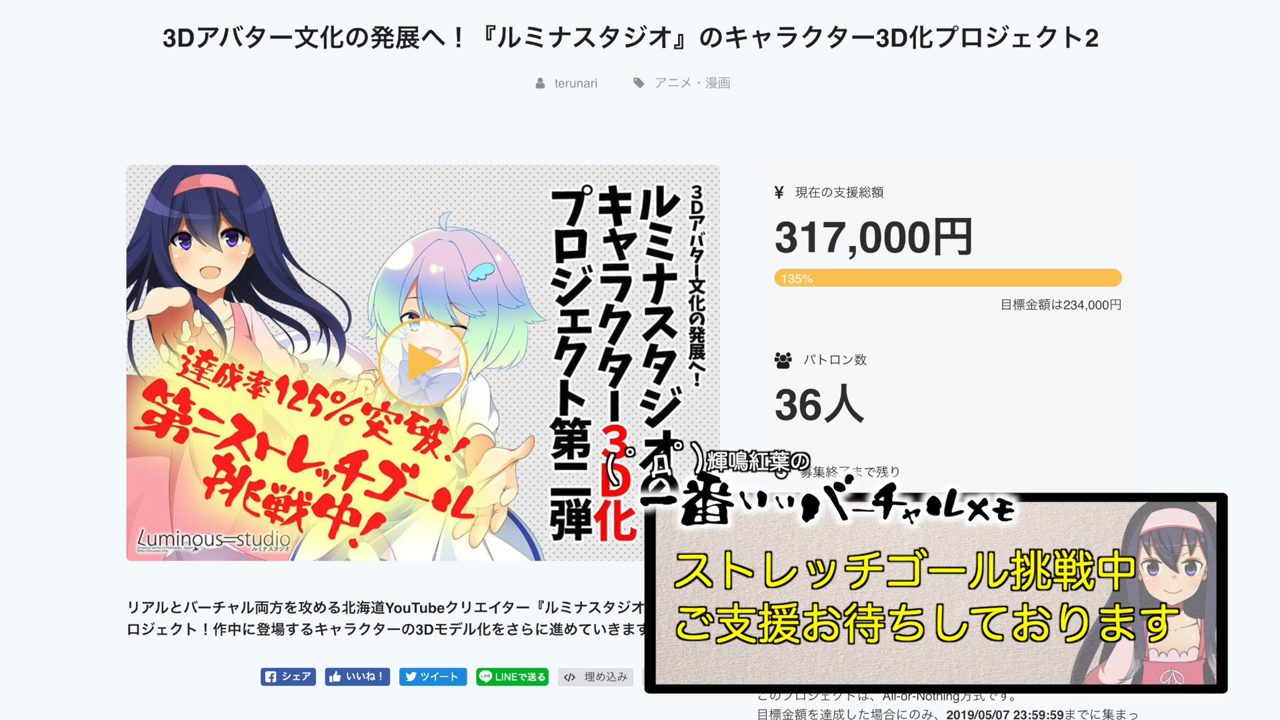 3Dアバター文化の発展へ！『ルミナスタジオ』のキャラクター3D化プロジェクト2
terunari アニメ・漫画
3Dアバター文化の発展へ！
ルミナスタジオの
キャラクター3D化
プロジェクト第二弾
達成率125%突破！
第二ストレッチゴール
挑戦中！
Luminous=studio
ルミナスタジオ
¥ 現在の支援総額
317,000円
135%
目標金額は234,000円
パトロン数
36人
募集終了まで残り
( ゜ロ゜)輝鳴紅葉の
一番いいバーチャルメモ
ストレッチゴール挑戦中
ご支援お待ちしております
リアルとバーチャル両方を攻める北海道YouTubeクリエイター『ルミナスタジオ
ロジェクト！作中に登場するキャラクターの3Dモデル化をさらに進めていきます
シェア いいね！ ツイート LINEで送る </> 埋め込み
このプロジェクトは、All-or-Nothing方式です。
目標金額を達成した場合にのみ、2019/05/07 23:59:59までに集まっ